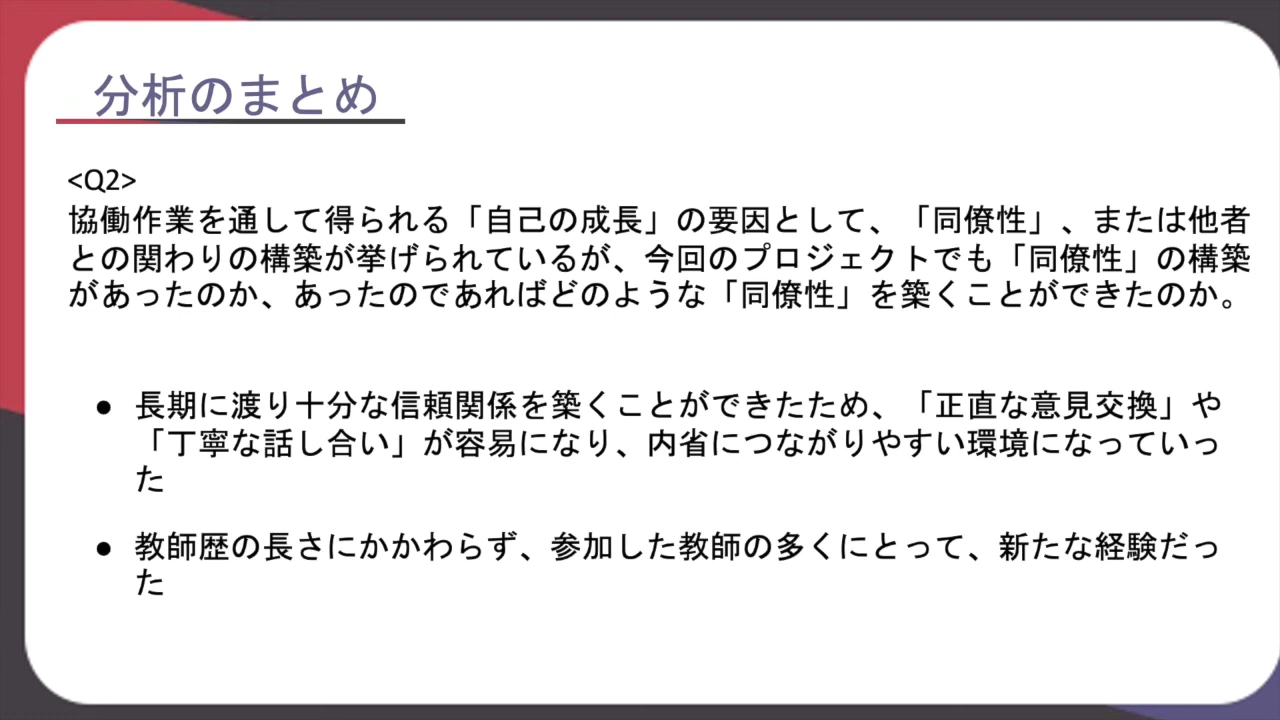 分析のまとめ
<Q2>
協働作業を通して得られる「自己の成長」の要因として、「同僚性」、または他者
との関わりの構築が挙げられているが、今回のプロジェクトでも「同僚性」の構築
があったのか、あったのであればどのような「同僚性」を築くことができたのか。
● 長期に渡り十分な信頼関係を築くことができたため、「正直な意見交換」や
「丁寧な話し合い」が容易になり、内省につながりやすい環境になっていっ
た
● 教師歴の長さにかかわらず、参加した教師の多くにとって、新たな経験だっ
た